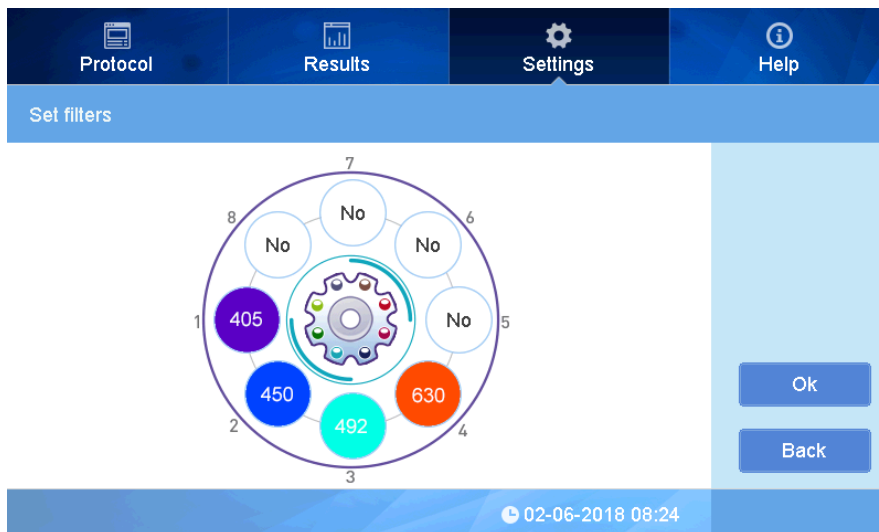 Protocol Results Settings Help
Set filters
7
8 No 6
No No
1 405 No 5
450 630 Ok
2 492 4
3 Back
02-06-2018 08:24